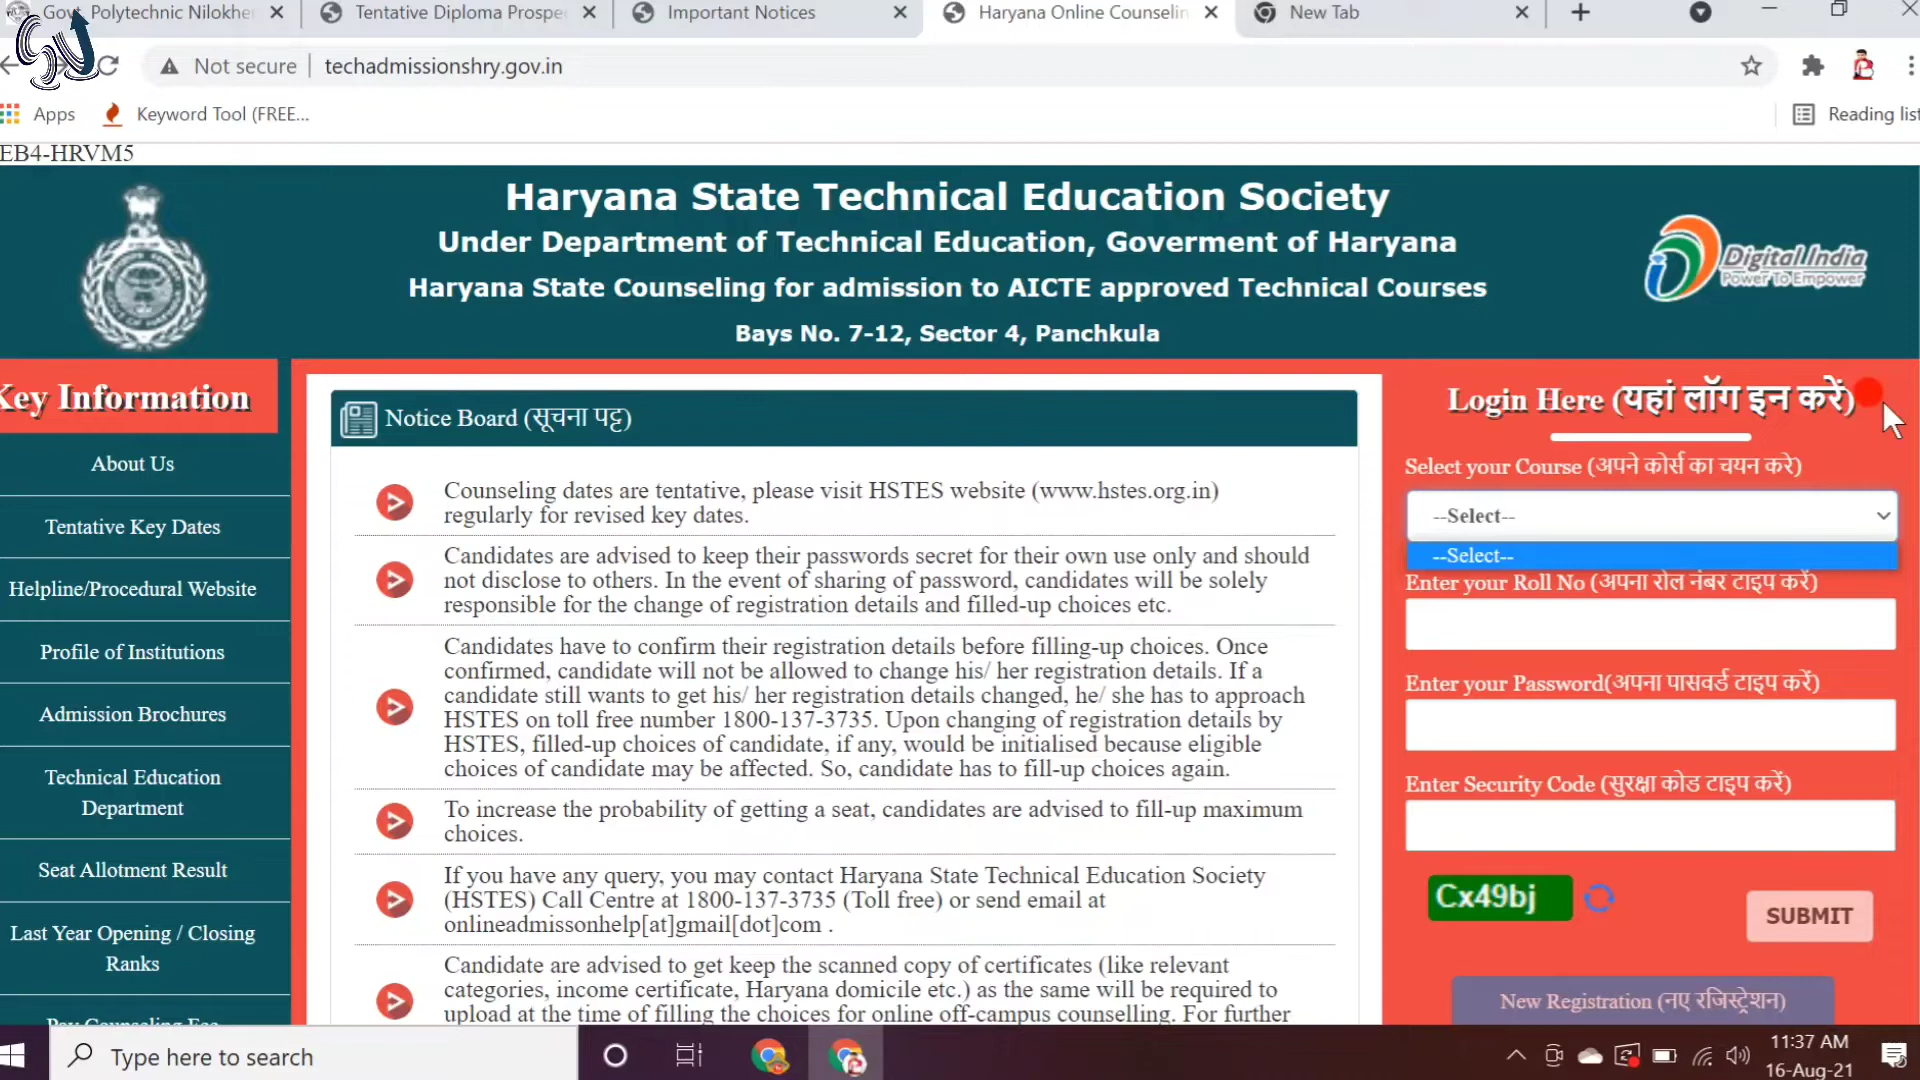 Govt. Polytechnic Nilokhe
Tentative Diploma Prospe
Important Notices
Haryana Online Counselin
New Tab
Not secure
techadmissionshry.gov.in
Apps
Keyword Tool (FREE...
Reading list
EB4-HRVM5
Haryana State Technical Education Society
Under Department of Technical Education, Goverment of Haryana
Haryana State Counseling for admission to AICTE approved Technical Courses
Bays No. 7-12, Sector 4, Panchkula
Digital India
Power To Empower
Key Information
About Us
Tentative Key Dates
Helpline/Procedural Website
Profile of Institutions
Admission Brochures
Technical Education
Department
Seat Allotment Result
Last Year Opening / Closing
Ranks
Pay Counseling Fee
Notice Board (सूचना पट्ट)
Counseling dates are tentative, please visit HSTES website (www.hstes.org.in)
regularly for revised key dates.
Candidates are advised to keep their passwords secret for their own use only and should
not disclose to others. In the event of sharing of password, candidates will be solely
responsible for the change of registration details and filled-up choices etc.
Candidates have to confirm their registration details before filling-up choices. Once
confirmed, candidate will not be allowed to change his/ her registration details. If a
candidate still wants to get his/ her registration details changed, he/ she has to approach
HSTES on toll free number 1800-137-3735. Upon changing of registration details by
HSTES, filled-up choices of candidate, if any, would be initialised because eligible
choices of candidate may be affected. So, candidate has to fill-up choices again.
To increase the probability of getting a seat, candidates are advised to fill-up maximum
choices.
If you have any query, you may contact Haryana State Technical Education Society
(HSTES) Call Centre at 1800-137-3735 (Toll free) or send email at
onlineadmissonhelp[at]gmail[dot]com .
Candidate are advised to get keep the scanned copy of certificates (like relevant
categories, income certificate, Haryana domicile etc.) as the same will be required to
upload at the time of filling the choices for online off-campus counselling. For further
Login Here (यहां लॉग इन करें)
Select your Course (अपने कोर्स का चयन करे)
--Select--
--Select--
Enter your Roll No (अपना रोल नंबर टाइप करें)
Enter your Password(अपना पासवर्ड टाइप करें)
Enter Security Code (सुरक्षा कोड टाइप करें)
Cx49bj
SUBMIT
New Registration (नए रजिस्ट्रेशन)
Type here to search
11:37 AM
16-Aug-21